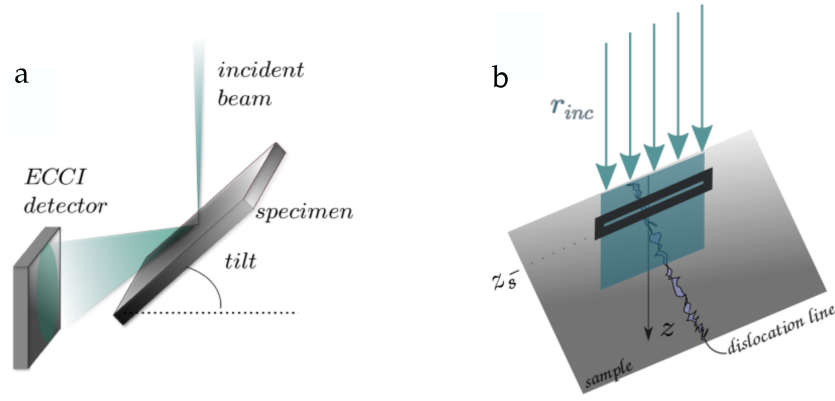 a
incident
beam
ECCI
detector
specimen
tilt
b
r_inc
z_s̄
z
dislocation line
sample